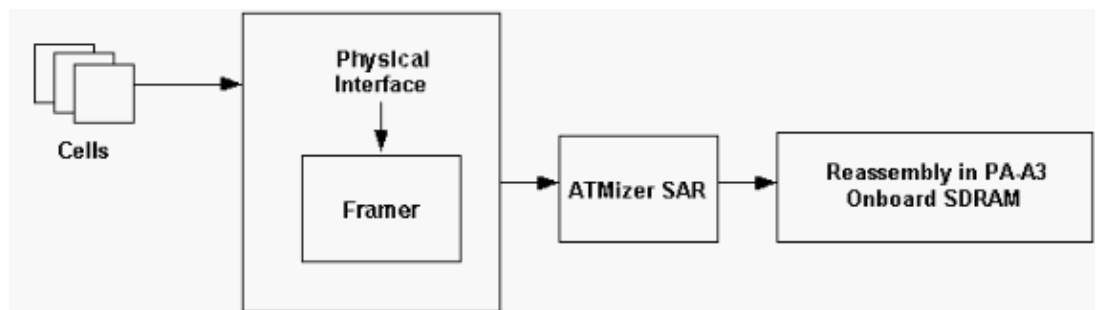 Physical
Interface
Cells
Framer
ATMizer SAR
Reassembly in PA-A3
Onboard SDRAM